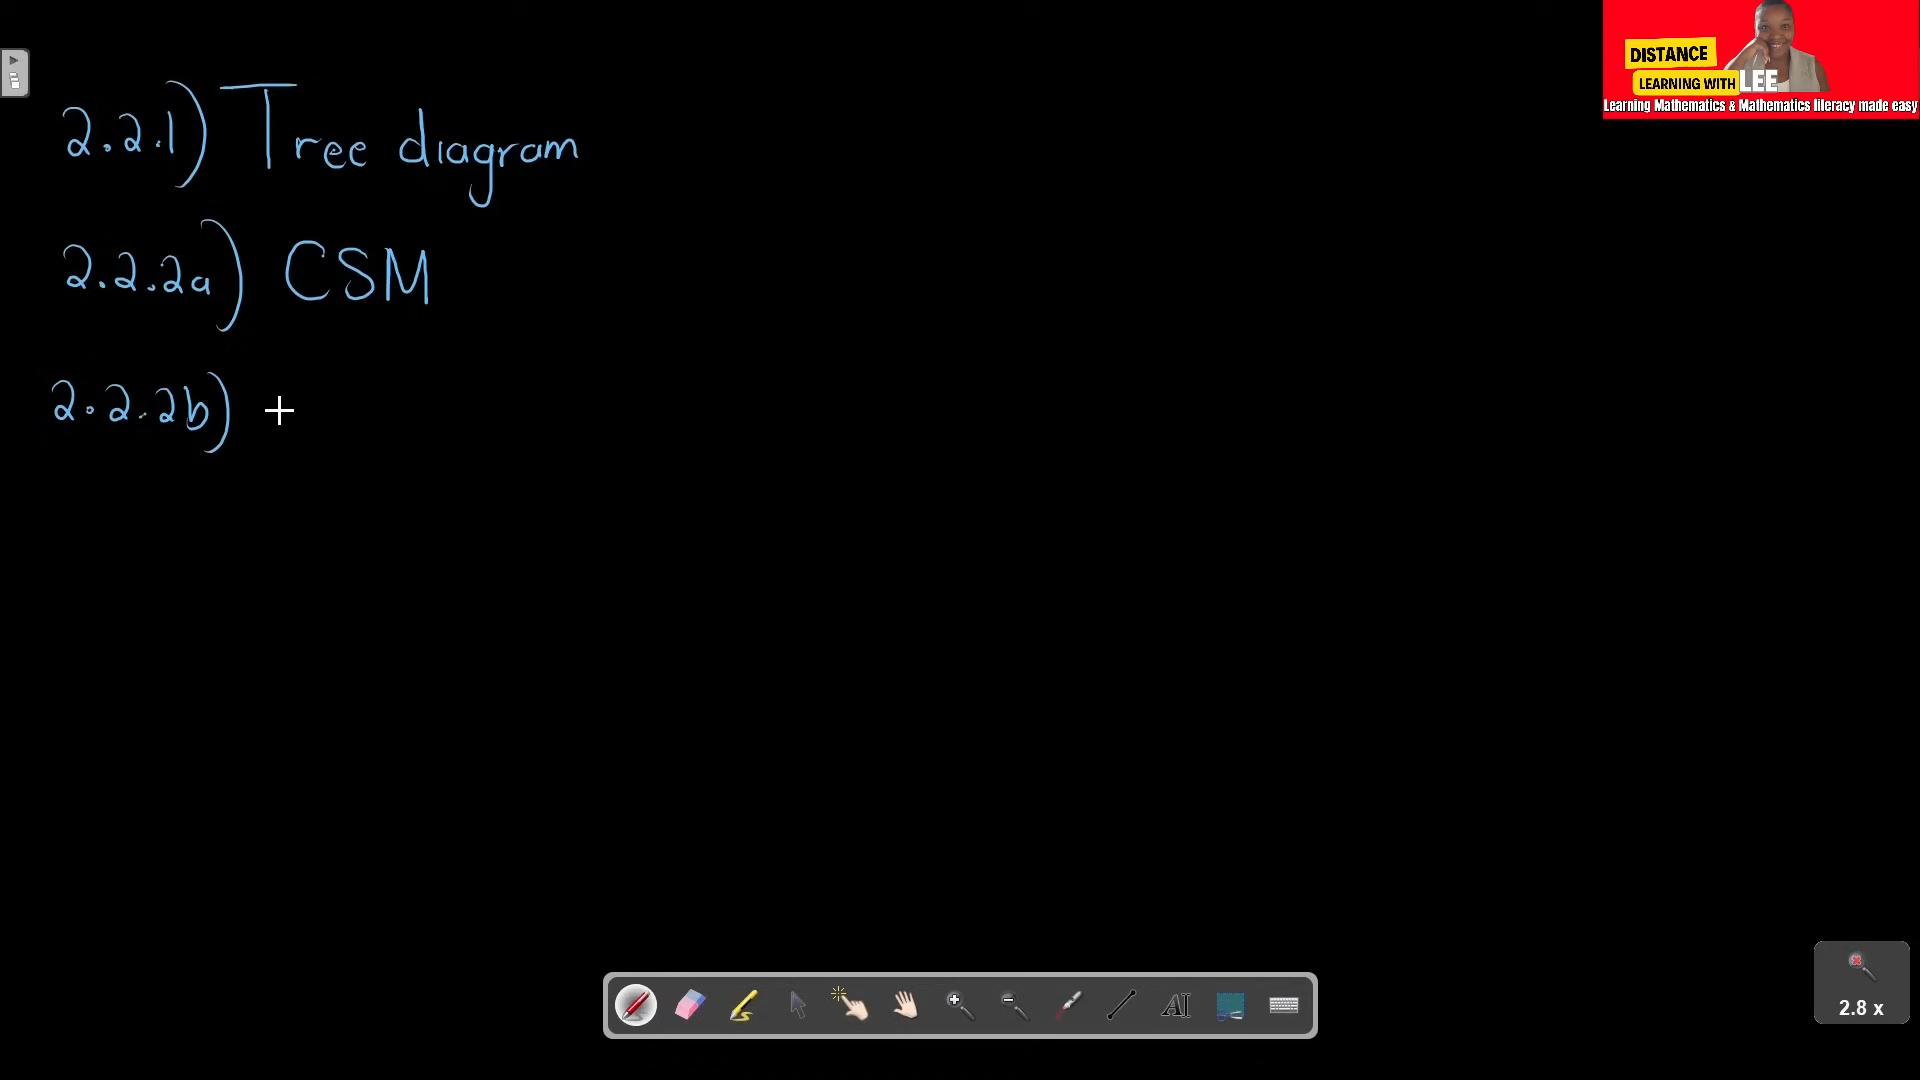 2.2.1) Tree diagram
2.2.2a) CSM
2.2.2b)
DISTANCE
LEARNING WITH LEE
Learning Mathematics & Mathematics literacy made easy
AI
2.8 x